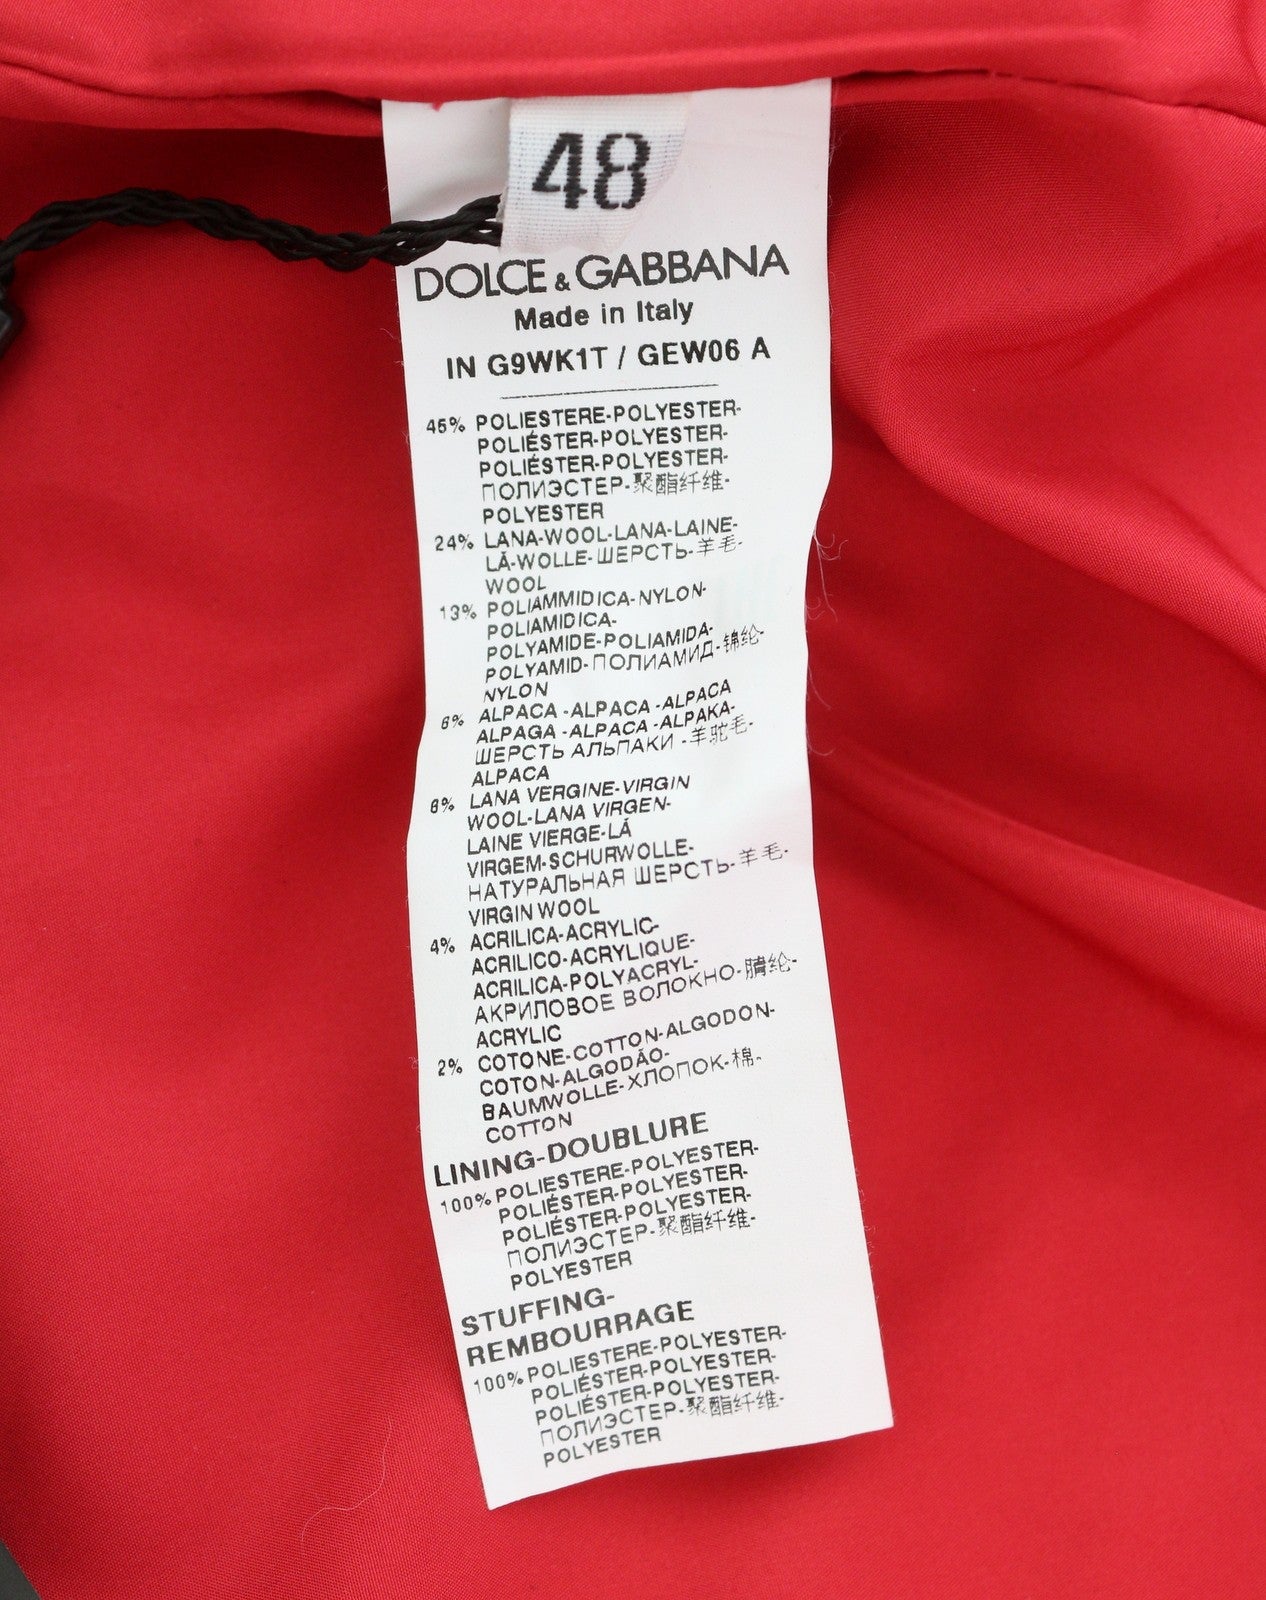 48
DOLCE & GABBANA
Made in Italy
IN G9WK1T / GEW06 A
45% POLIESTERE-POLYESTER-
POLIÉSTER-POLYESTER-
POLIÉSTER-POLYESTER-
ПОЛИЭСТЕР-聚酯纤维-
POLYESTER
24% LANA-WOOL-LANA-LAINE-
LÃ-WOLLE-ШЕРСТЬ-羊毛-
WOOL
13% POLIAMMIDICA-NYLON-
POLIAMIDICA-
POLYAMIDE-POLIAMIDA-
POLYAMID-ПОЛИАМИД-锦纶-
NYLON
6% ALPACA -ALPACA -ALPACA
ALPAGA -ALPACA -ALPAKA-
ШЕРСТЬ АЛЬПАКИ -羊驼毛-
ALPACA
6% LANA VERGINE-VIRGIN
WOOL-LANA VIRGEN-
LAINE VIERGE-LÃ
VIRGEM-SCHURWOLLE-
НАТУРАЛЬНАЯ ШЕРСТЬ-羊毛-
VIRGIN WOOL
4% ACRILICA-ACRYLIC-
ACRILICO-ACRYLIQUE-
ACRILICA-POLYACRYL-
АКРИЛОВОЕ ВОЛОКНО-腈纶-
ACRYLIC
2% COTONE-COTTON-ALGODON-
COTON-ALGODÃO-
BAUMWOLLE-ХЛОПОК-棉-
COTTON
LINING-DOUBLURE
100% POLIESTERE-POLYESTER-
POLIÉSTER-POLYESTER-
POLIÉSTER-POLYESTER-
ПОЛИЭСТЕР-聚酯纤维-
POLYESTER
STUFFING-
REMBOURRAGE
100% POLIESTERE-POLYESTER-
POLIÉSTER-POLYESTER-
POLIÉSTER-POLYESTER-
ПОЛИЭСТЕР-聚酯纤维-
POLYESTER